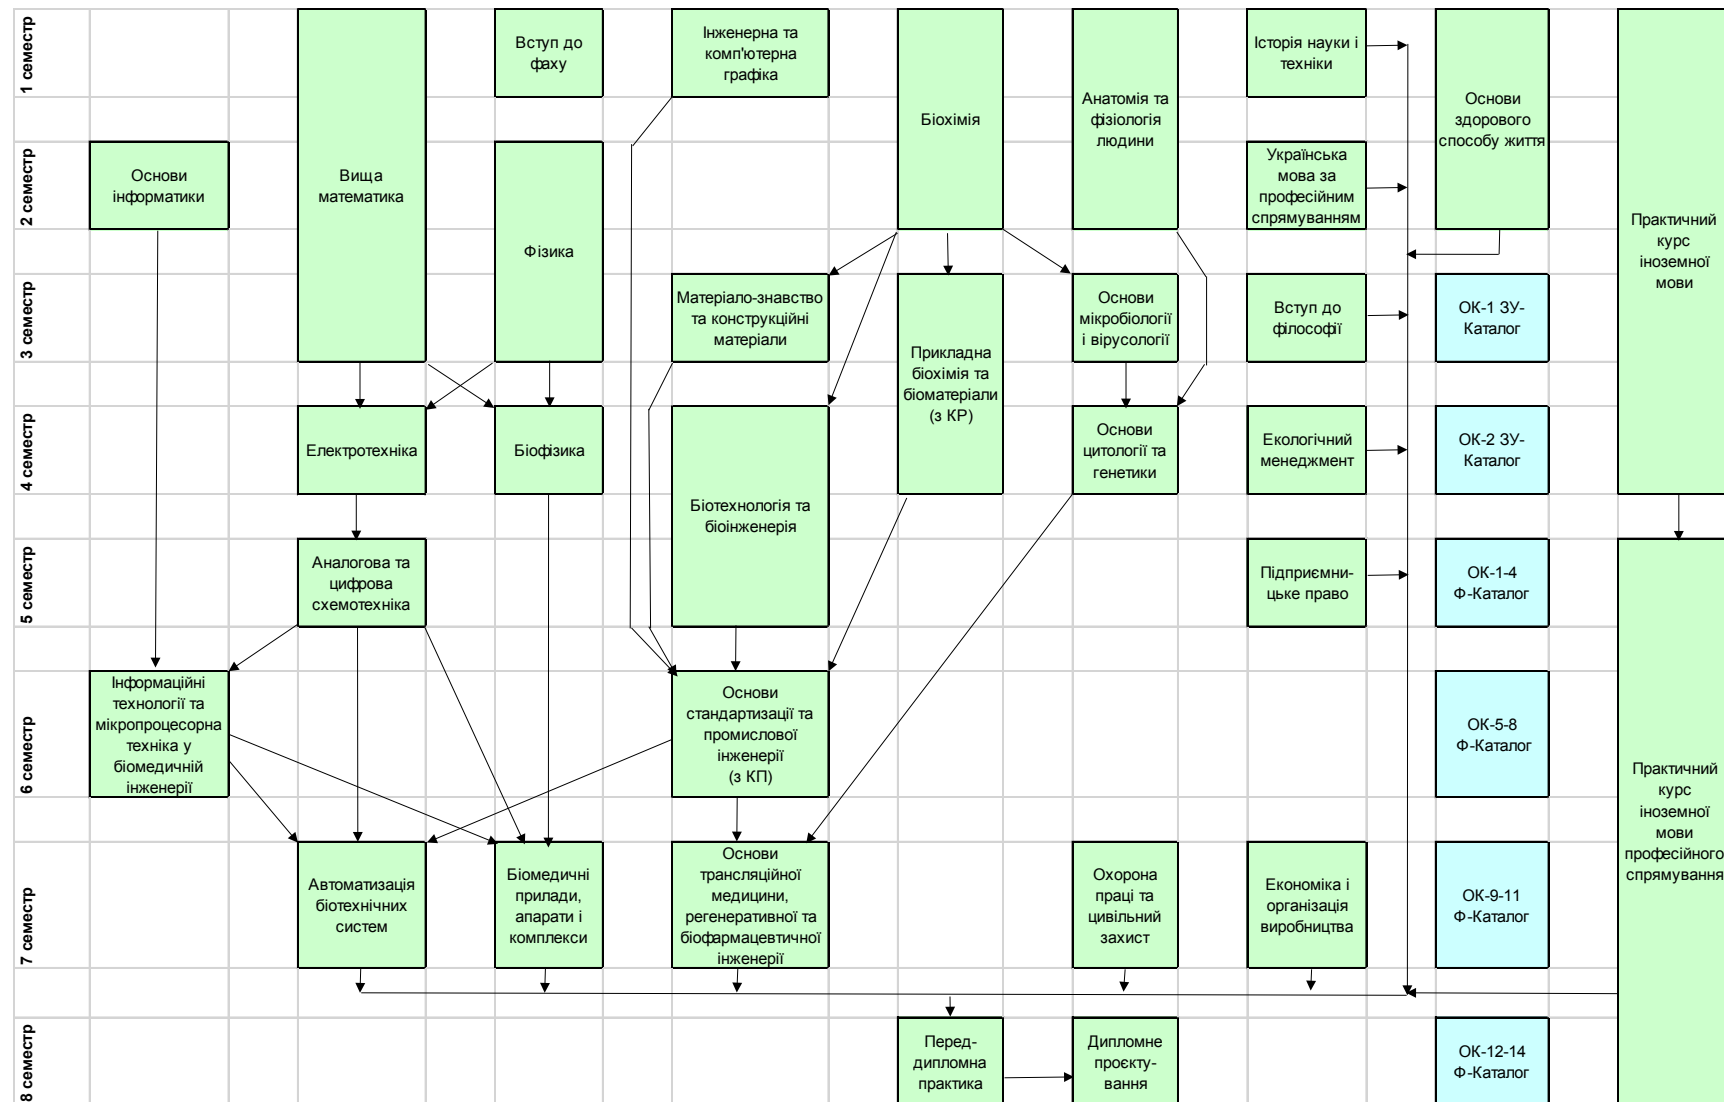 1 семестр
Вступ до
фаху
Інженерна та
комп'ютерна
графіка
Історія науки і
техніки
Біохімія
Анатомія та
фізіологія
людини
Основи
здорового
способу життя
2 семестр
Основи
інформатики
Вища
математика
Фізика
Українська
мова за
професійним
спрямуванням
Практичний
курс
іноземної
мови
3 семестр
Матеріало-знавство
та конструкційні
матеріали
Прикладна
біохімія та
біоматеріали
(з КР)
Основи
мікробіології
і вірусології
Вступ до
філософії
ОК-1 ЗУ-
Каталог
4 семестр
Електротехніка
Біофізика
Біотехнологія та
біоінженерія
Основи
цитології та
генетики
Екологічний
менеджмент
ОК-2 ЗУ-
Каталог
5 семестр
Аналогова та
цифрова
схемотехніка
Підприємни-
цьке право
ОК-1-4
Ф-Каталог
6 семестр
Інформаційні
технології та
мікропроцесорна
техніка у
біомедичній
інженерії
Основи
стандартизації та
промислової
інженерії
(з КП)
ОК-5-8
Ф-Каталог
Практичний
курс
іноземної
мови
професійного
спрямування
7 семестр
Автоматизація
біотехнічних
систем
Біомедичні
прилади,
апарати і
комплекси
Основи
трансляційної
медицини,
регенеративної та
біофармацевтичної
інженерії
Охорона
праці та
цивільний
захист
Економіка і
організація
виробництва
ОК-9-11
Ф-Каталог
8 семестр
Перед-
дипломна
практика
Дипломне
проєкту-
вання
ОК-12-14
Ф-Каталог